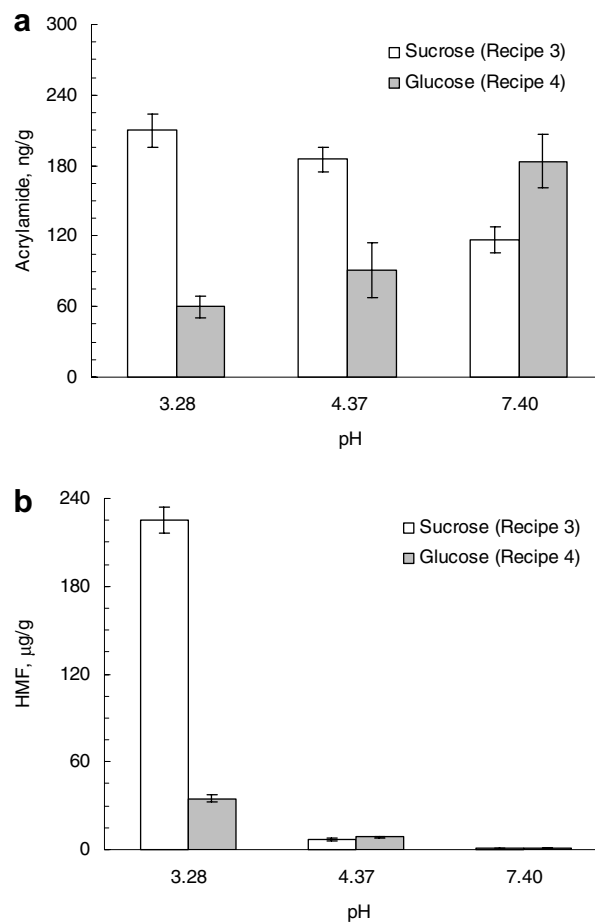 a
300
240
180
120
60
0
Acrylamide, ng/g
Sucrose (Recipe 3)
Glucose (Recipe 4)
3.28 4.37 7.40
pH
b
240
180
120
60
0
HMF, μg/g
Sucrose (Recipe 3)
Glucose (Recipe 4)
3.28 4.37 7.40
pH